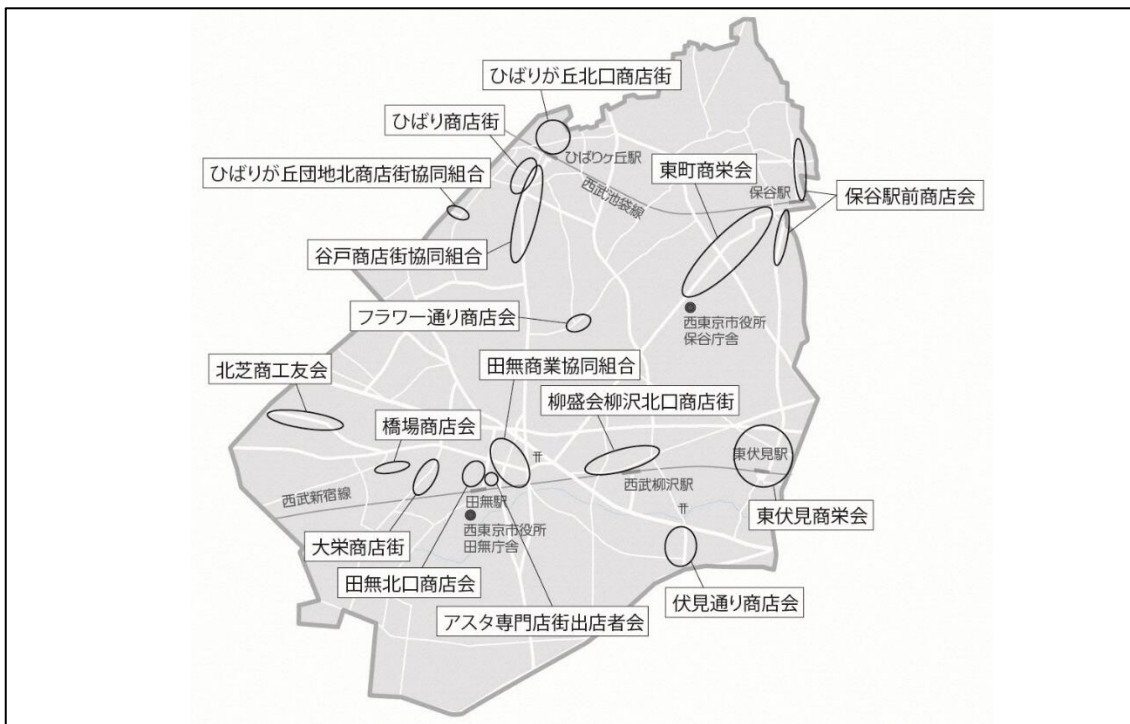 ひばりが丘北口商店街
ひばり商店街
ひばりヶ丘駅
東町商栄会
ひばりが丘団地北商店街協同組合
西武池袋線
保谷駅
保谷駅前商店会
谷戸商店街協同組合
フラワー通り商店会
西東京市役所
保谷庁舎
北芝商工友会
田無商業協同組合
柳盛会柳沢北口商店街
橋場商店会
東伏見駅
西武新宿線
田無駅
西武柳沢駅
西東京市役所
田無庁舎
東伏見商栄会
大栄商店街
田無北口商店会
伏見通り商店会
アスタ専門店街出店者会